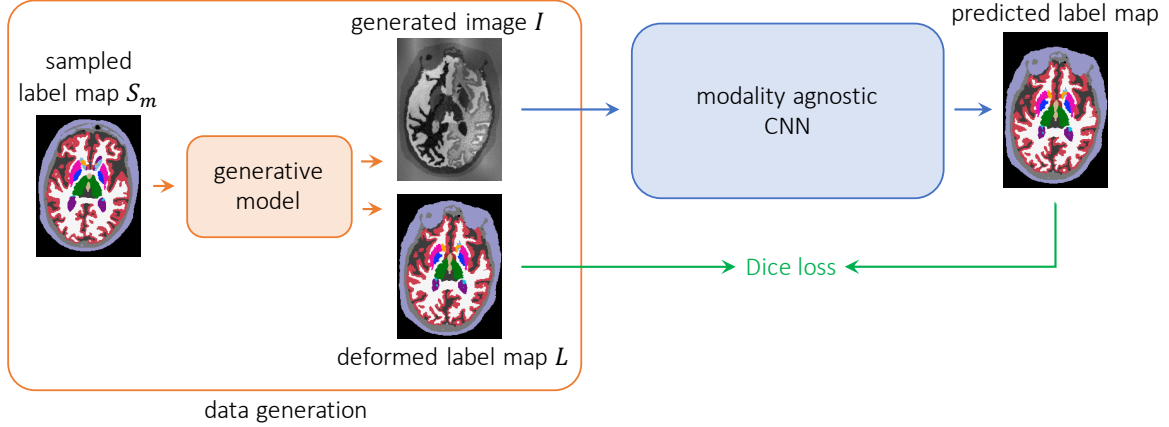 generated image I
predicted label map
sampled
label map Sₘ
modality agnostic
CNN
generative
model
Dice loss
deformed label map L
data generation